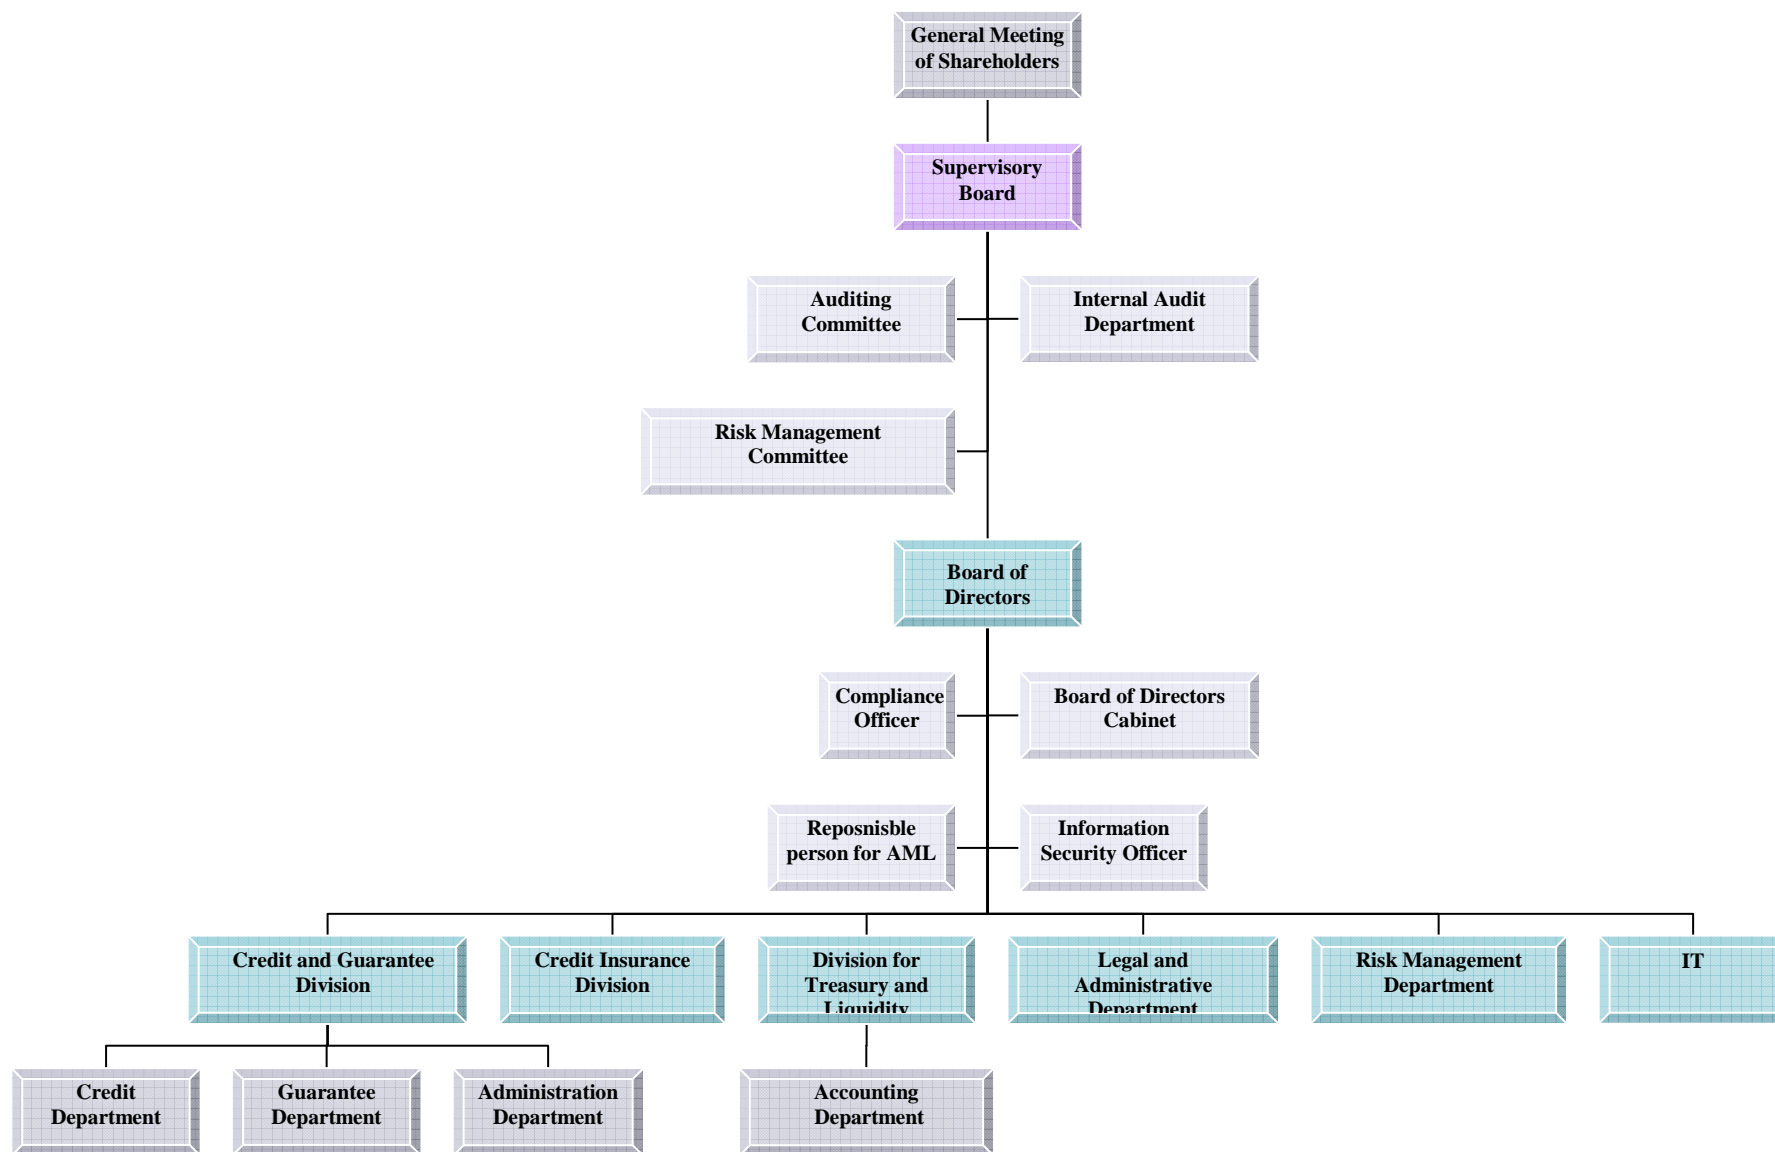 General Meeting
of Shareholders
Supervisory
Board
Auditing
Committee
Internal Audit
Department
Risk Management
Committee
Board of
Directors
Compliance
Officer
Board of Directors
Cabinet
Reposnisble
person for AML
Information
Security Officer
Credit and Guarantee
Division
Credit Insurance
Division
Division for
Treasury and
Liquidity
Legal and
Administrative
Department
Risk Management
Department
IT
Credit
Department
Guarantee
Department
Administration
Department
Accounting
Department